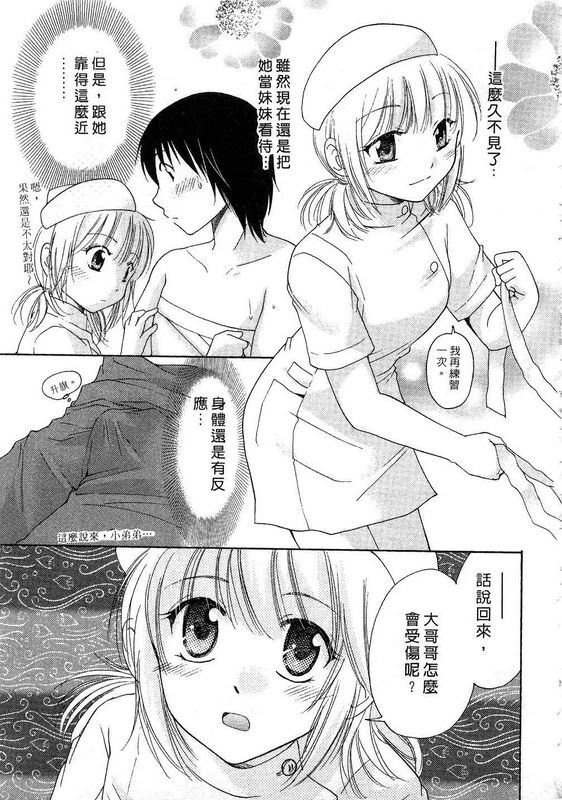 這麼久不見了…
雖然現在還是把
她當妹妹看待…
但是，跟她
靠得這麼近
………
嗯，
果然還是不太對耶~
我再練習
一次。
身體還是有反
應…
升旗。
這麼說來，小弟弟…
話說回來，
大哥哥怎麼
會受傷呢？